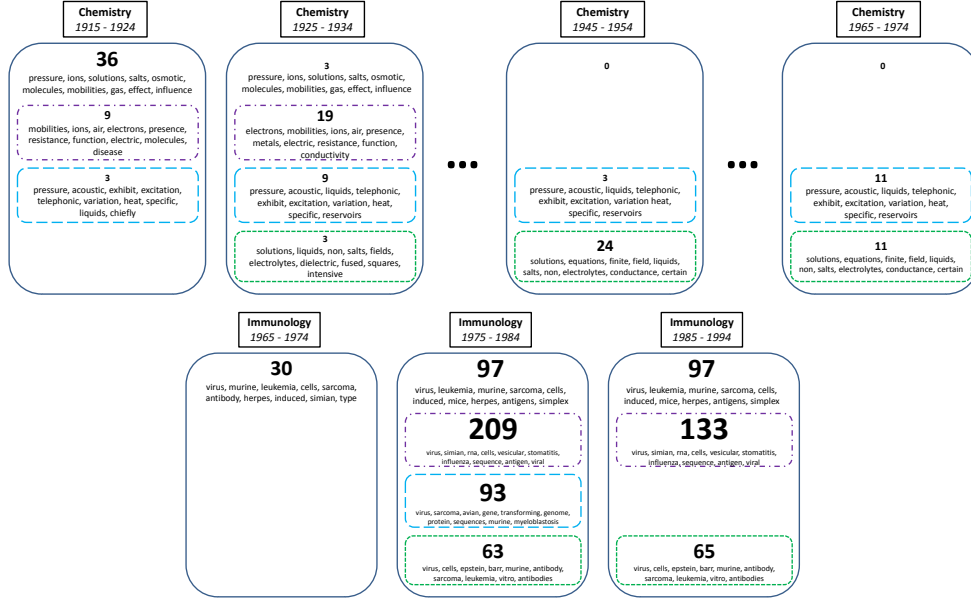 Chemistry
1915 - 1924
36
pressure, ions, solutions, salts, osmotic,
molecules, mobilities, gas, effect, influence
9
mobilities, ions, air, electrons, presence,
resistance, function, electric, molecules,
disease
3
pressure, acoustic, exhibit, excitation,
telephonic, variation, heat, specific,
liquids, chiefly
Chemistry
1925 - 1934
3
pressure, ions, solutions, salts, osmotic,
molecules, mobilities, gas, effect, influence
19
electrons, mobilities, ions, air, presence,
metals, electric, resistance, function,
conductivity
9
pressure, acoustic, liquids, telephonic,
exhibit, excitation, variation, heat,
specific, reservoirs
3
solutions, liquids, non, salts, fields,
electrolytes, dielectric, fused, squares,
intensive
...
Chemistry
1945 - 1954
0
3
pressure, acoustic, liquids, telephonic,
exhibit, excitation, variation heat,
specific, reservoirs
24
solutions, equations, finite, field, liquids,
salts, non, electrolytes, conductance, certain
...
Chemistry
1965 - 1974
0
11
pressure, acoustic, liquids, telephonic,
exhibit, excitation, variation, heat,
specific, reservoirs
11
solutions, equations, finite, field, liquids,
non, salts, electrolytes, conductance, certain
Immunology
1965 - 1974
30
virus, murine, leukemia, cells, sarcoma,
antibody, herpes, induced, simian, type
Immunology
1975 - 1984
97
virus, leukemia, murine, sarcoma, cells,
induced, mice, herpes, antigens, simplex
209
virus, simian, rna, cells, vesicular, stomatitis,
influenza, sequence, antigen, viral
93
virus, sarcoma, avian, gene, transforming, genome,
protein, sequences, murine, myeloblastosis
63
virus, cells, epstein, barr, murine, antibody,
sarcoma, leukemia, vitro, antibodies
Immunology
1985 - 1994
97
virus, leukemia, murine, sarcoma, cells,
induced, mice, herpes, antigens, simplex
133
virus, simian, rna, cells, vesicular, stomatitis,
influenza, sequence, antigen, viral
65
virus, cells, epstein, barr, murine, antibody,
sarcoma, leukemia, vitro, antibodies